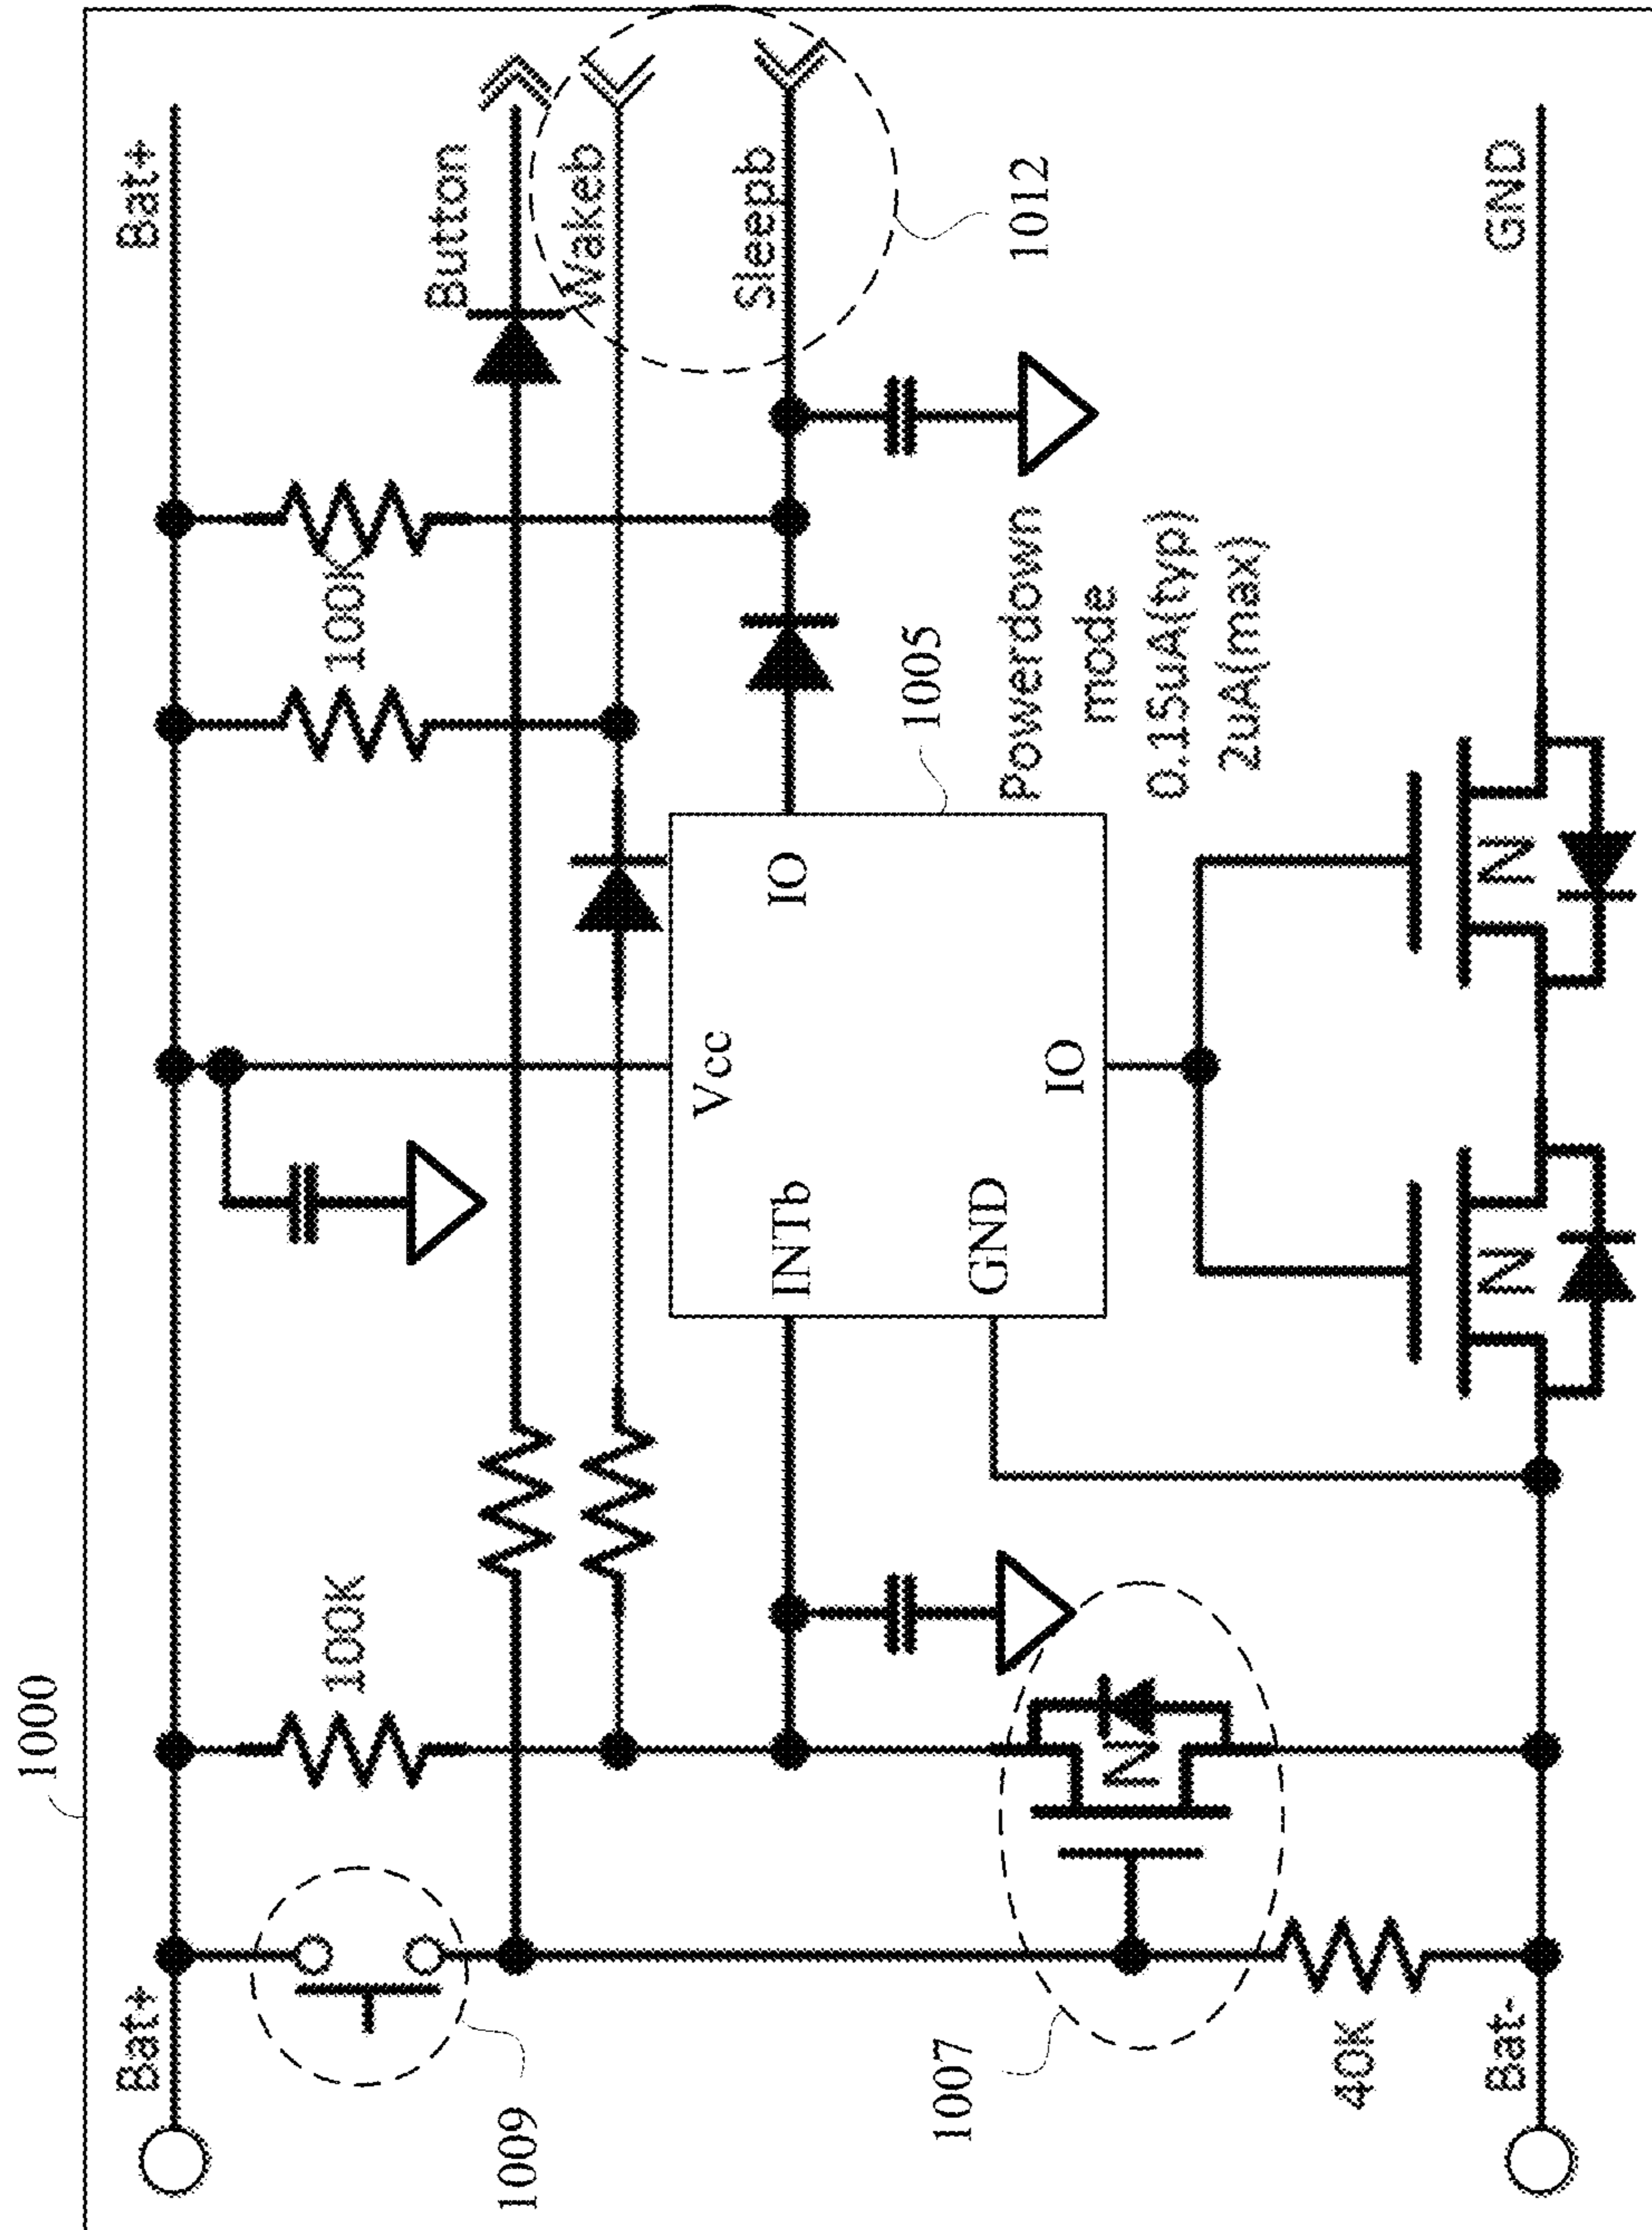 1000
Bat+
Bat+
1009
100K
100K
Button
Wakeb
Sleepb
1012
Vcc
INTb
IO
GND
IO
1005
Powerdown
mode
0.15uA(typ)
2uA(max)
1007
N
N
N
40K
Bat-
GND